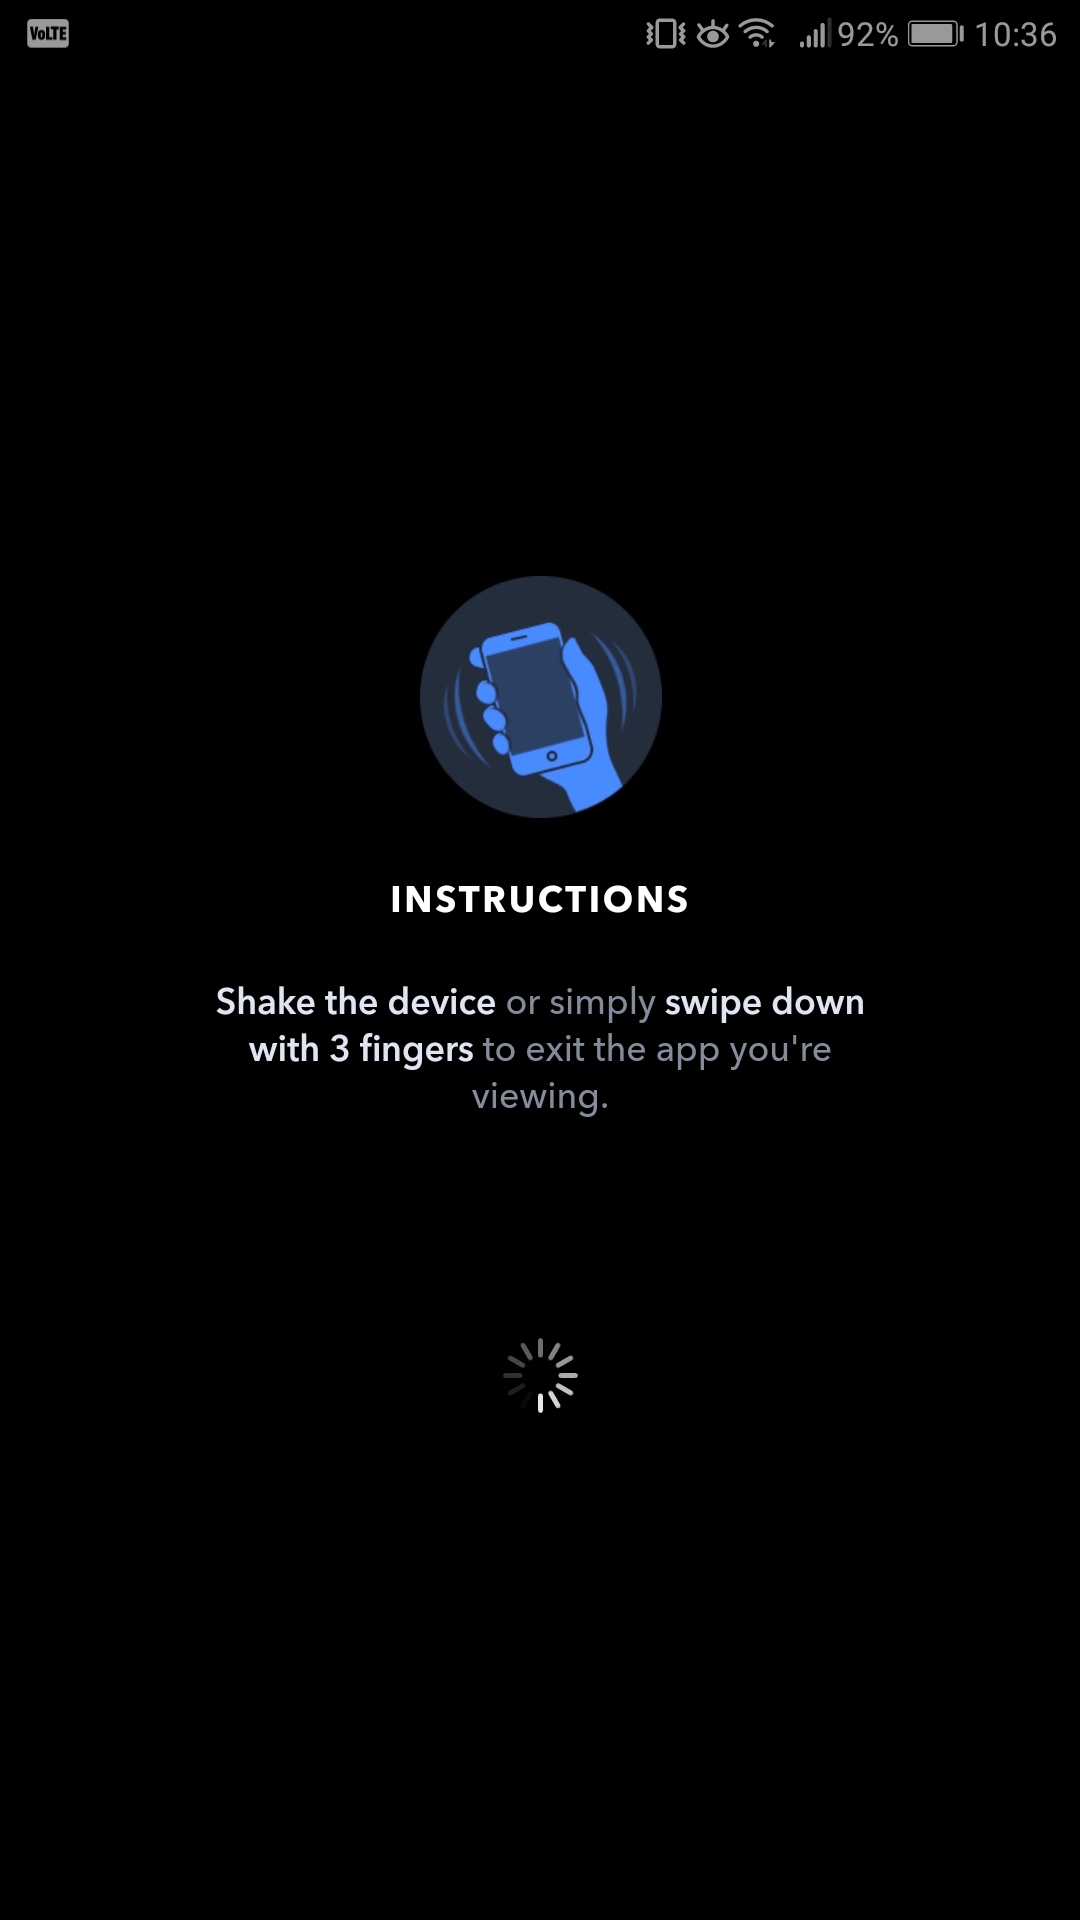 VoLTE 92% 10:36
INSTRUCTIONS
Shake the device or simply swipe down
with 3 fingers to exit the app you're
viewing.